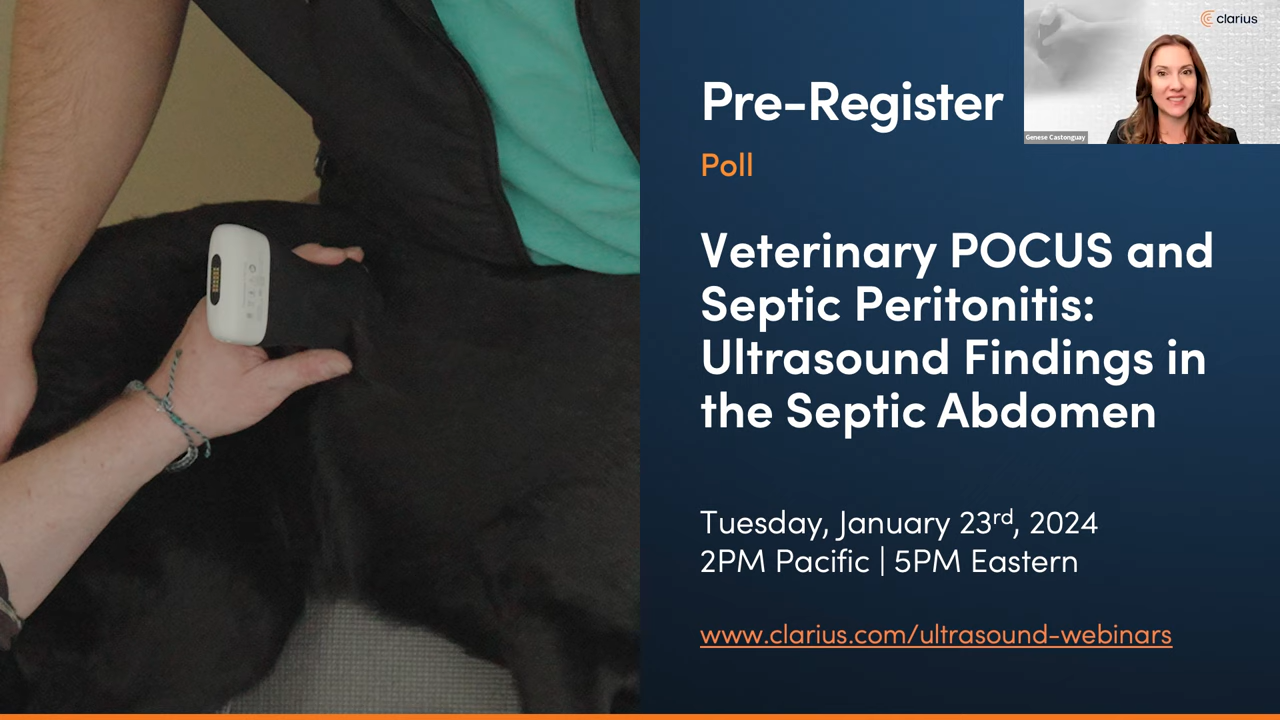 clarius
Genese Castonguay
Pre-Register
Poll
Veterinary POCUS and
Septic Peritonitis:
Ultrasound Findings in
the Septic Abdomen
Tuesday, January 23rd, 2024
2PM Pacific | 5PM Eastern
www.clarius.com/ultrasound-webinars